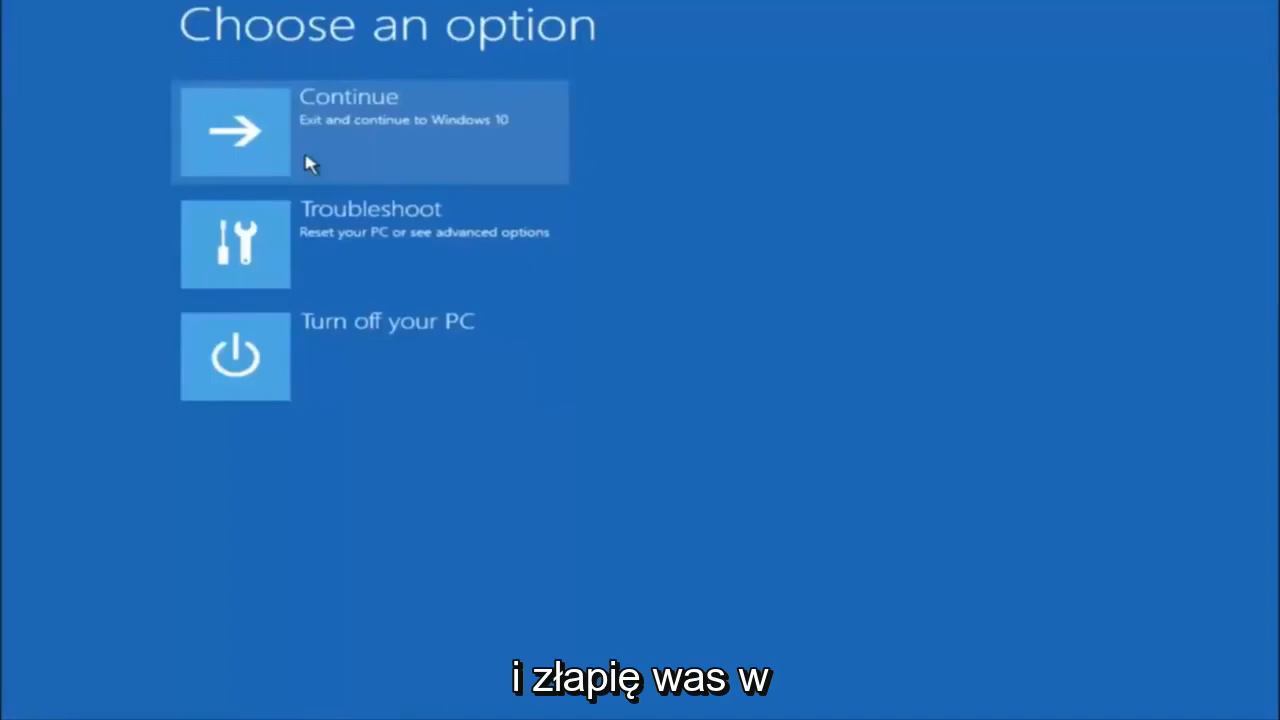 Choose an option
Continue
Exit and continue to Windows 10
Troubleshoot
Reset your PC or see advanced options
Turn off your PC
i złapię was w